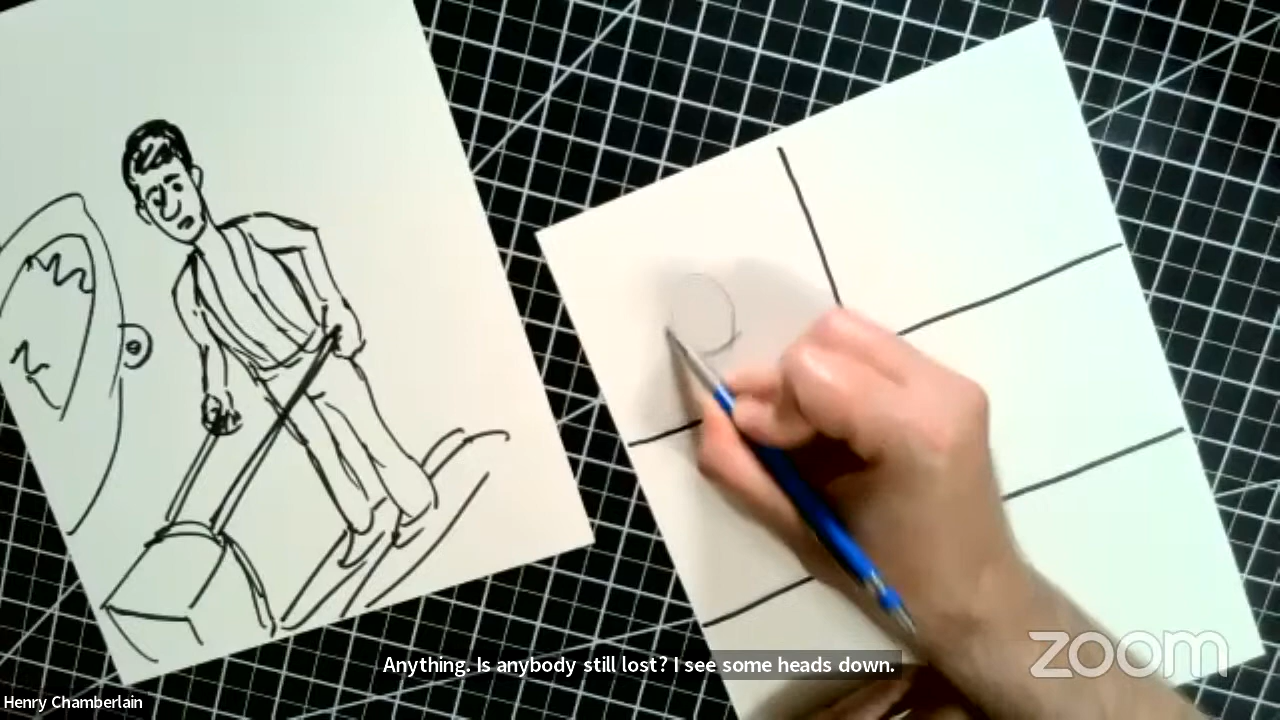 Anything. Is anybody still lost? I see some heads down.
zoom
Henry Chamberlain